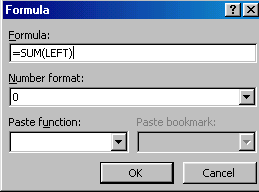 Formula
Formula:
=SUM(LEFT)
Number format:
0
Paste function: Paste bookmark:
OK Cancel